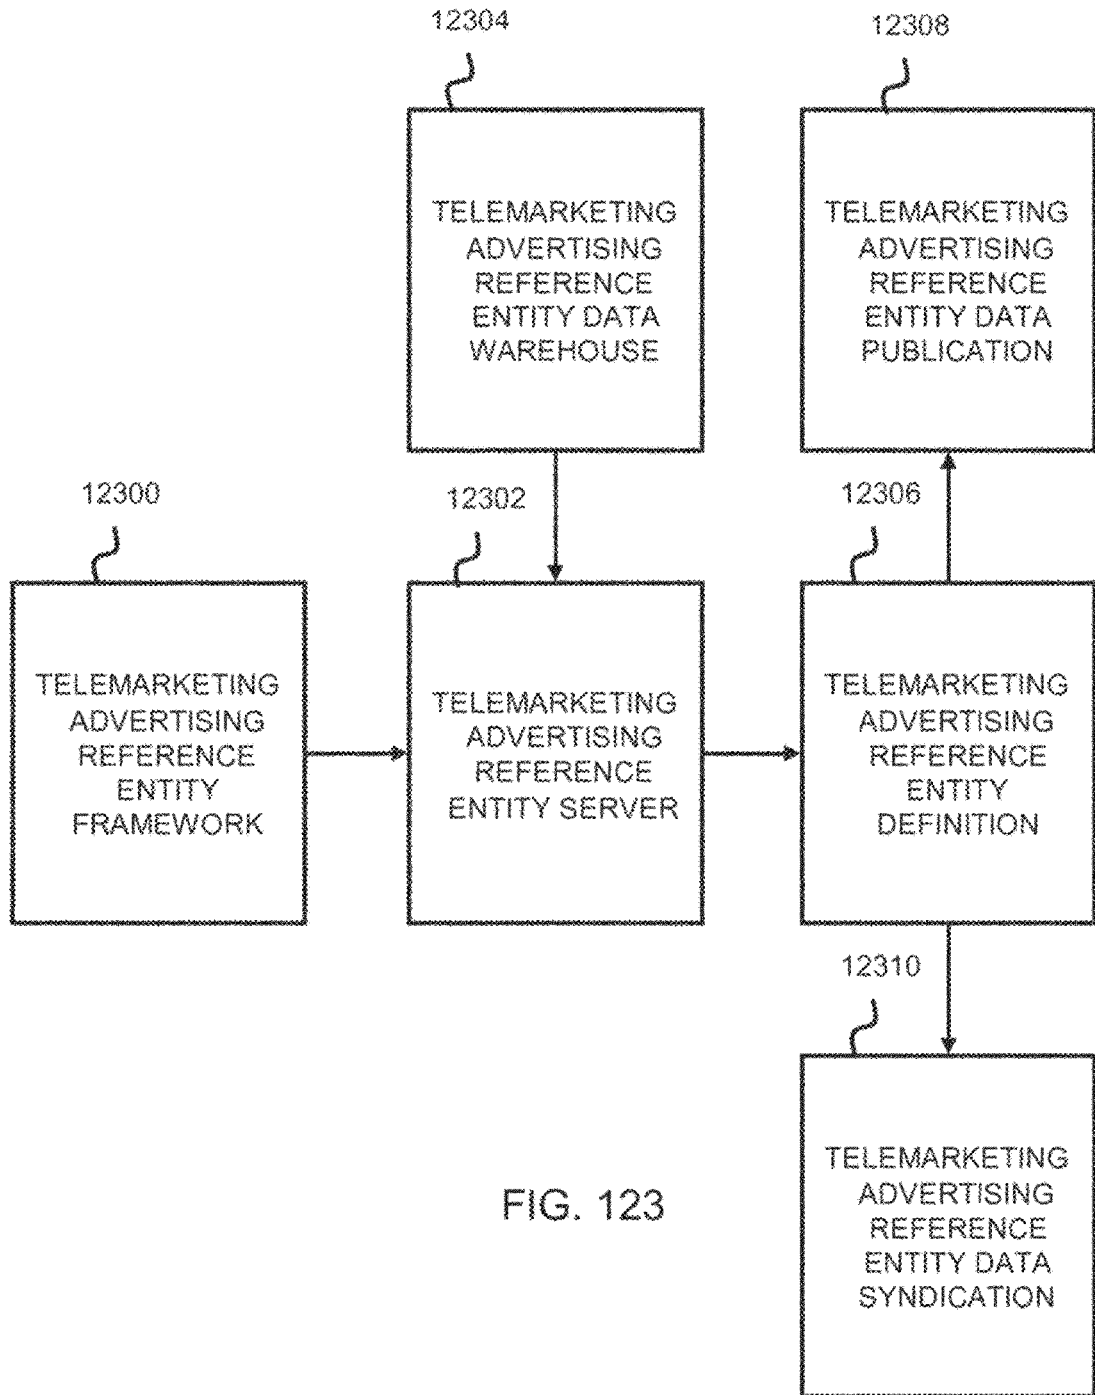 12304
TELEMARKETING
ADVERTISING
REFERENCE
ENTITY DATA
WAREHOUSE
12308
TELEMARKETING
ADVERTISING
REFERENCE
ENTITY DATA
PUBLICATION
12300
TELEMARKETING
ADVERTISING
REFERENCE
ENTITY
FRAMEWORK
12302
TELEMARKETING
ADVERTISING
REFERENCE
ENTITY SERVER
12306
TELEMARKETING
ADVERTISING
REFERENCE
ENTITY
DEFINITION
12310
TELEMARKETING
ADVERTISING
REFERENCE
ENTITY DATA
SYNDICATION
FIG. 123